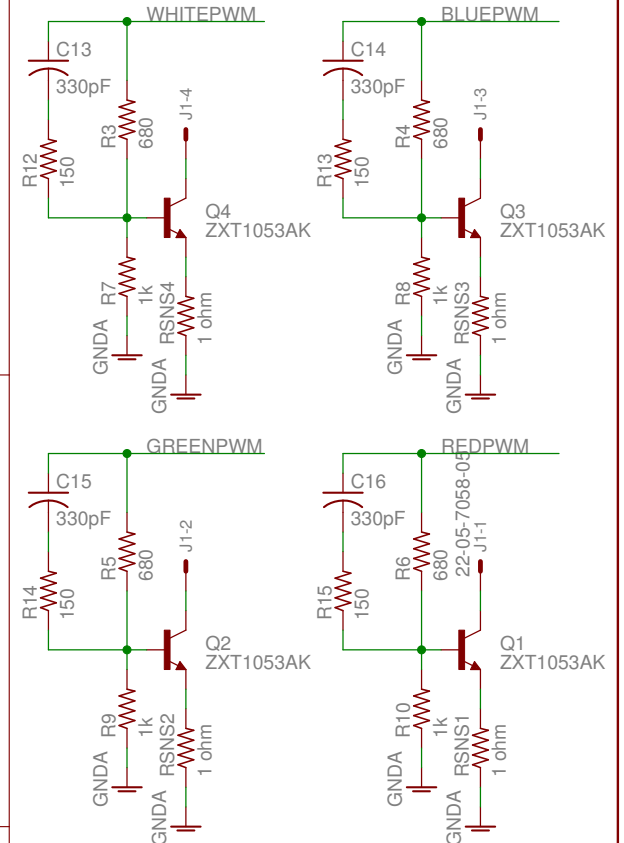 WHITEPWM
C13
330pF
R3
680
J1-4
R12
150
Q4
ZXT1053AK
R7
1k
RSNS4
1 ohm
GNDA
GNDA
BLUEPWM
C14
330pF
R4
680
J1-3
R13
150
Q3
ZXT1053AK
R8
1k
RSNS3
1 ohm
GNDA
GNDA
GREENPWM
C15
330pF
R5
680
J1-2
R14
150
Q2
ZXT1053AK
R9
1k
RSNS2
1 ohm
GNDA
GNDA
REDPWM
C16
330pF
R6
680
22-05-7058-05
J1-1
R15
150
Q1
ZXT1053AK
R10
1k
RSNS1
1 ohm
GNDA
GNDA